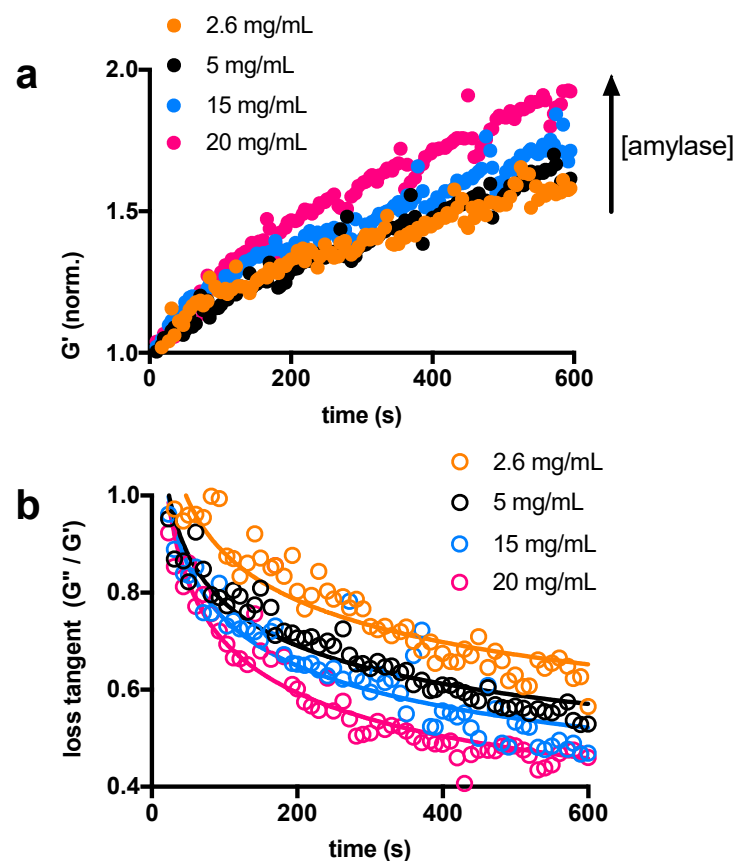 2.6 mg/mL
5 mg/mL
15 mg/mL
20 mg/mL
a
2.0
1.5
1.0
G' (norm.)
[amylase]
0
200
400
600
time (s)
2.6 mg/mL
5 mg/mL
15 mg/mL
20 mg/mL
b
1.0
0.8
0.6
0.4
loss tangent (G'' / G')
0
200
400
600
time (s)